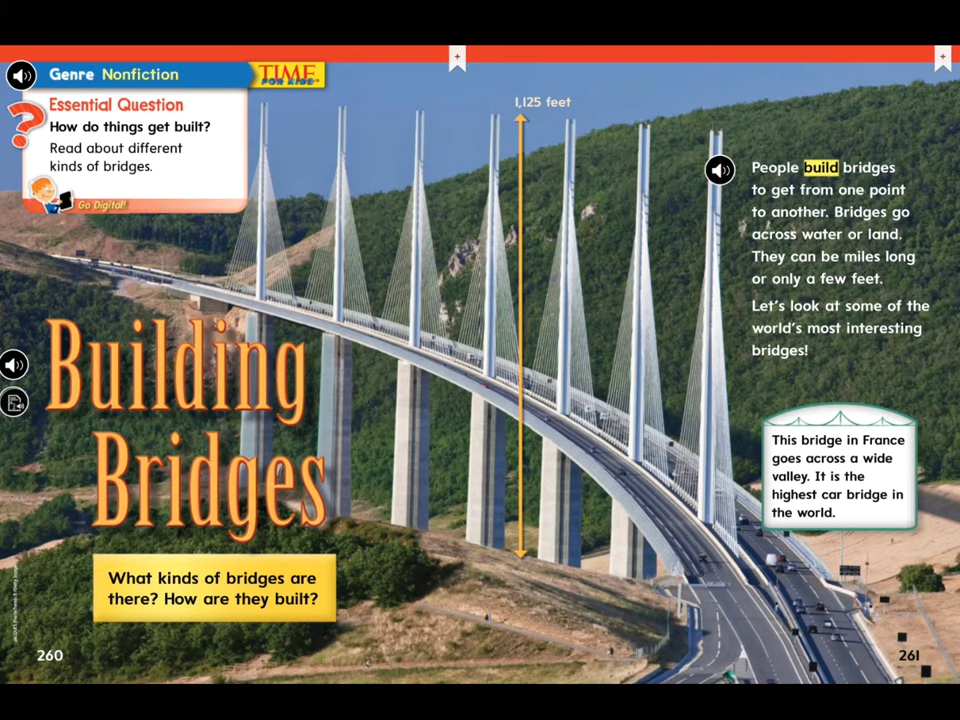 Genre Nonfiction
TIME
FOR KIDS
Essential Question
How do things get built?
Read about different
kinds of bridges.
Go Digital!
1,125 feet
People build bridges
to get from one point
to another. Bridges go
across water or land.
They can be miles long
or only a few feet.
Let's look at some of the
world's most interesting
bridges!
Building
Bridges
This bridge in France
goes across a wide
valley. It is the
highest car bridge in
the world.
What kinds of bridges are
there? How are they built?
260
261